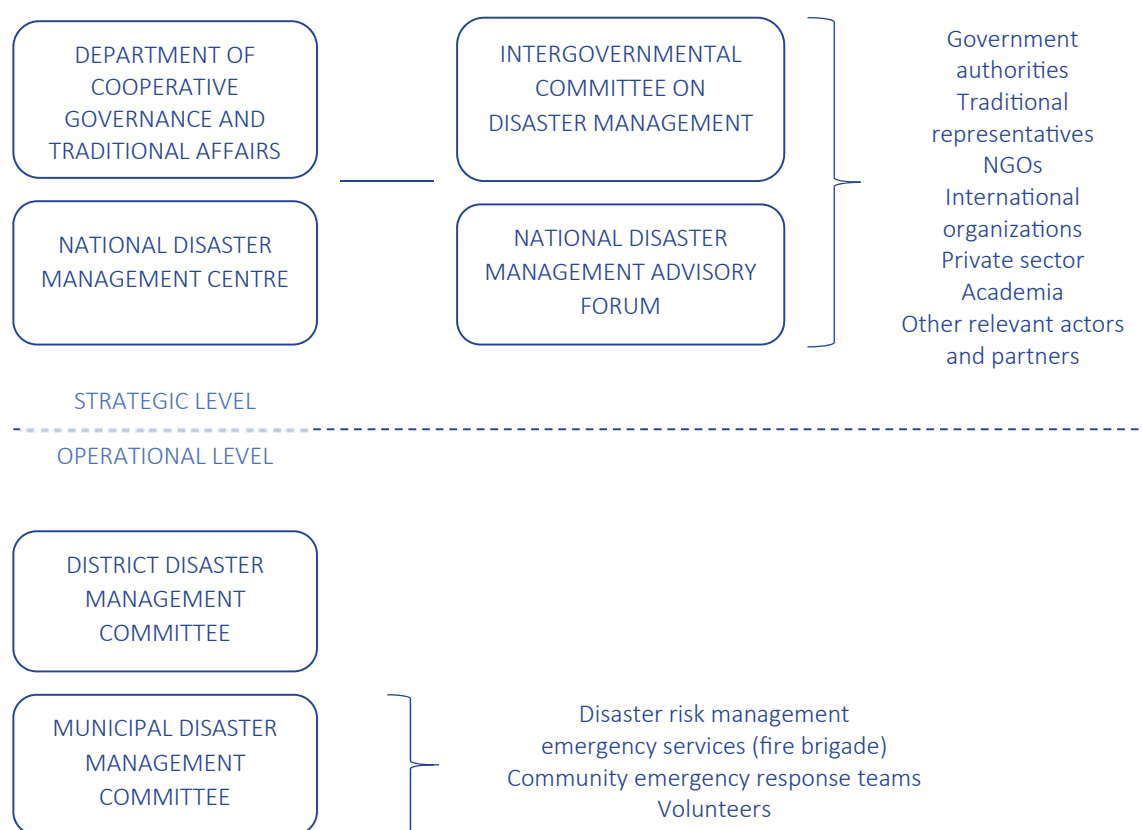 DEPARTMENT OF
COOPERATIVE
GOVERNANCE AND
TRADITIONAL AFFAIRS
INTERGOVERNMENTAL
COMMITTEE ON
DISASTER MANAGEMENT
Government
authorities
Traditional
representatives
NGOs
International
organizations
Private sector
Academia
Other relevant actors
and partners
NATIONAL DISASTER
MANAGEMENT CENTRE
NATIONAL DISASTER
MANAGEMENT ADVISORY
FORUM
STRATEGIC LEVEL
OPERATIONAL LEVEL
DISTRICT DISASTER
MANAGEMENT
COMMITTEE
MUNICIPAL DISASTER
MANAGEMENT
COMMITTEE
Disaster risk management
emergency services (fire brigade)
Community emergency response teams
Volunteers